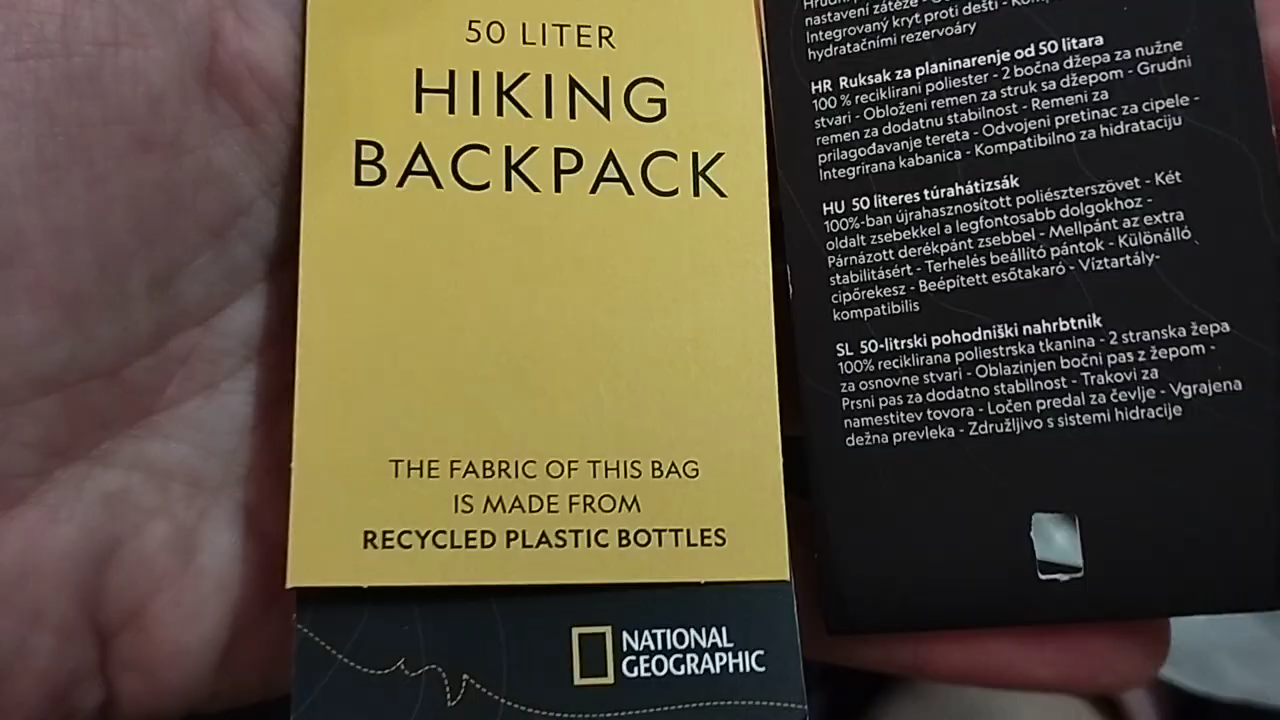 50 LITER
HIKING
BACKPACK
THE FABRIC OF THIS BAG
IS MADE FROM
RECYCLED PLASTIC BOTTLES
NATIONAL
GEOGRAPHIC
nastavení zátěže -
Integrovaný kryt proti dešti -
hydratačními rezervoáry
HR Ruksak za planinarenje od 50 litara
100 % reciklirani poliester - 2 bočna džepa za nužne
stvari - Obloženi remen za struk sa džepom - Grudni
remen za dodatnu stabilnost - Remeni za
prilagođavanje tereta - Odvojeni pretinac za cipele -
Integrirana kabanica - Kompatibilno za hidrataciju
HU 50 literes túrahátizsák
100%-ban újrahasznosított poliészterszövet - Két
oldalt zsebekkel a legfontosabb dolgokhoz -
Párnázott derékpánt zsebbel - Mellpánt az extra
stabilitásért - Terhelés beállító pántok - Különálló
cipőrekesz - Beépített esőtakaró - Víztartály-
kompatibilis
SL 50-litrski pohodniški nahrbtnik
100% reciklirana poliestrska tkanina - 2 stranska žepa
za osnovne stvari - Oblazinjen bočni pas z žepom -
Prsni pas za dodatno stabilnost - Trakovi za
namestitev tovora - Ločen predal za čevlje - Vgrajena
dežna prevleka - Združljivo s sistemi hidracije